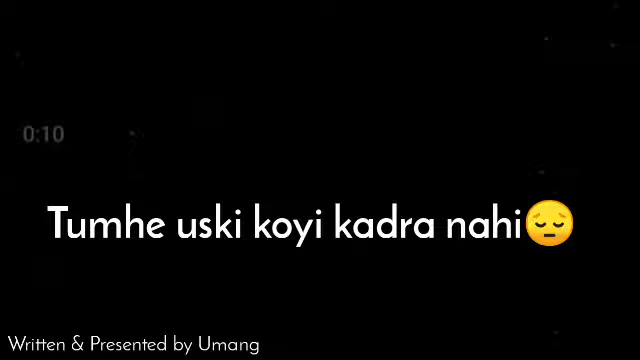 0:10
Tumhe uski koyi kadra nahi😔
Written & Presented by Umang